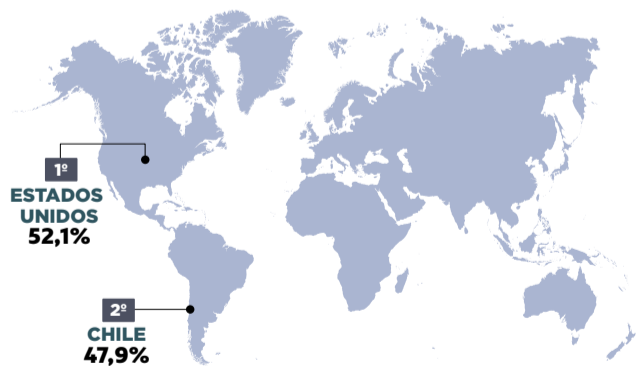 1º
ESTADOS
UNIDOS
52,1%
2º
CHILE
47,9%